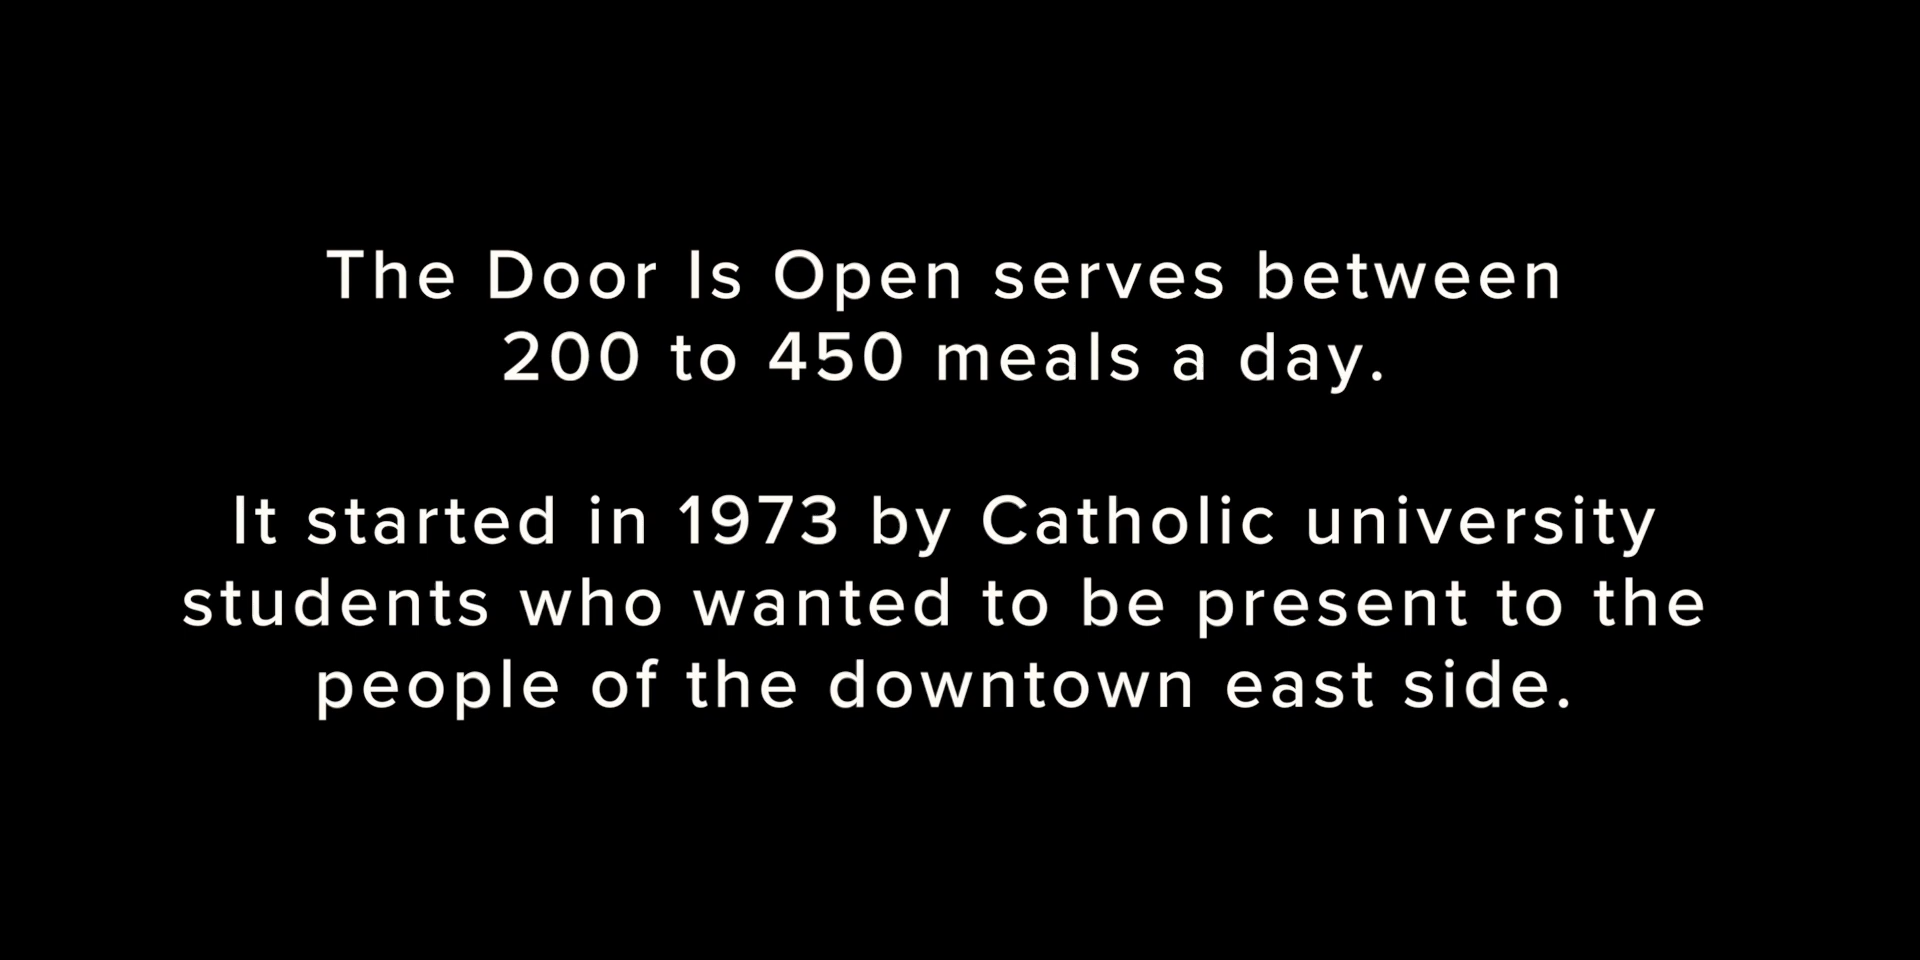 The Door Is Open serves between
200 to 450 meals a day.
It started in 1973 by Catholic university
students who wanted to be present to the
people of the downtown east side.